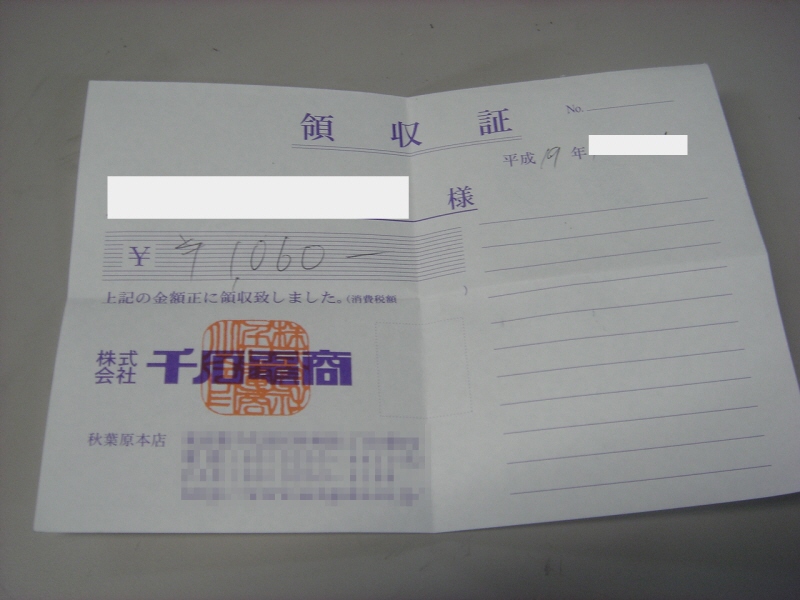 領収証
No.
平成19年
様
¥ ¥1,060―
上記の金額正に領収致しました。(消費税額 )
株式会社 千石電商
秋葉原本店